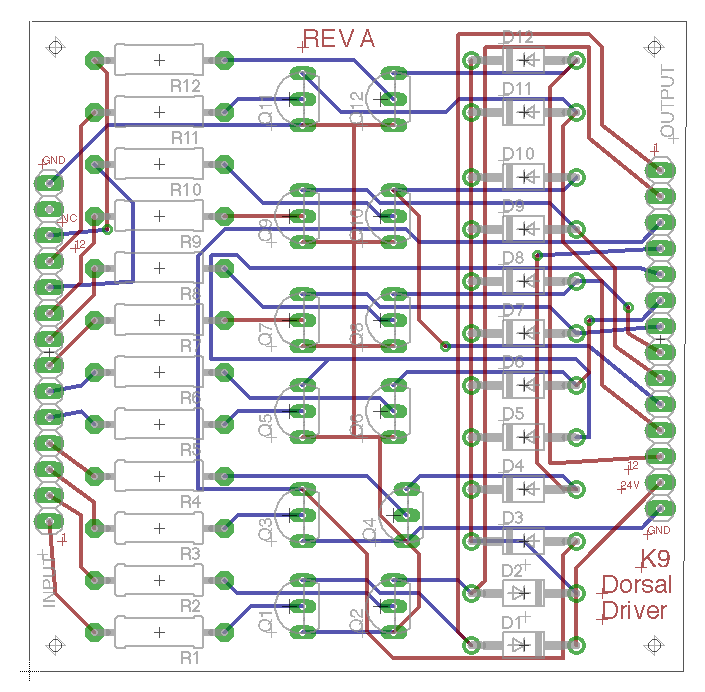 REV A
D12
R12
Q1
Q12
D11
OUTPUT
R11
1
GND
D10
R10
NC
D9
Q9
Q10
12
R9
D8
R8
D7
Q7
Q8
R7
D6
R6
Q5
Q6
D5
R5
D4
12
R4
24V
Q3
Q4
D3
GND
1
R3
K9
INPUT
D2
Dorsal
R2
Driver
Q1
Q2
D1
R1